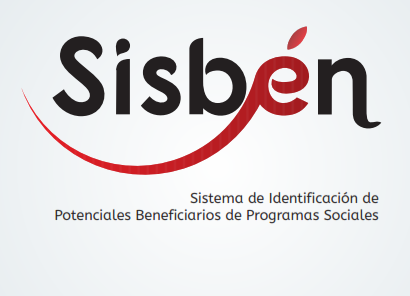 Sisbén
Sistema de Identificación de
Potenciales Beneficiarios de Programas Sociales